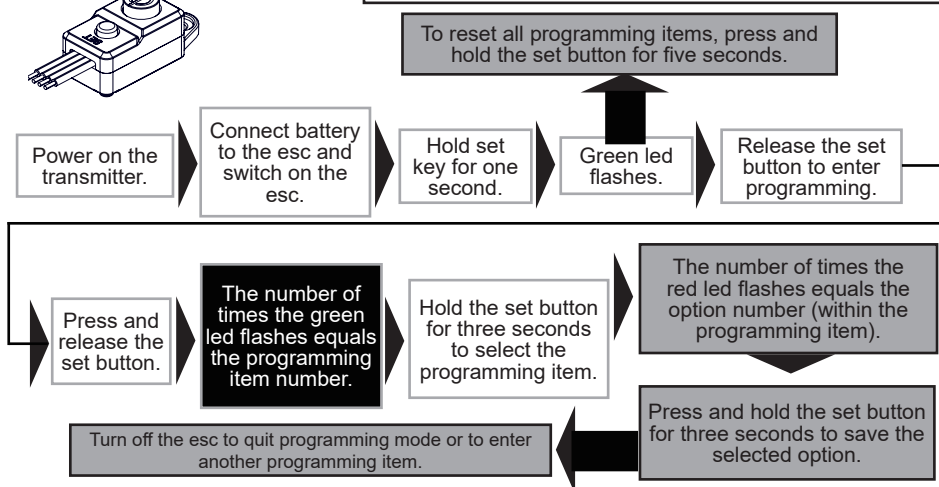 To reset all programming items, press and
hold the set button for five seconds.
Power on the
transmitter.
Connect battery
to the esc and
switch on the
esc.
Hold set
key for one
second.
Green led
flashes.
Release the set
button to enter
programming.
Press and
release the
set button.
The number of
times the green
led flashes equals
the programming
item number.
Hold the set button
for three seconds
to select the
programming item.
The number of times the
red led flashes equals the
option number (within the
programming item).
Press and hold the set button
for three seconds to save the
selected option.
Turn off the esc to quit programming mode or to enter
another programming item.